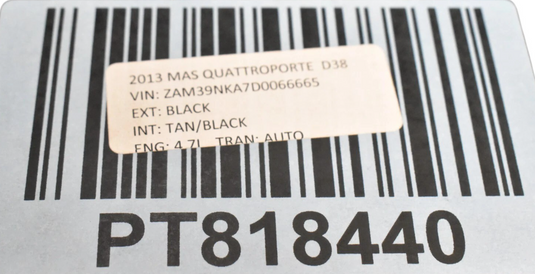 2013 MAS QUATTROPORTE D38
VIN: ZAM39NKA7D0066665
EXT: BLACK
INT: TAN/BLACK
ENG: 4.7L TRAN: AUTO
PT818440